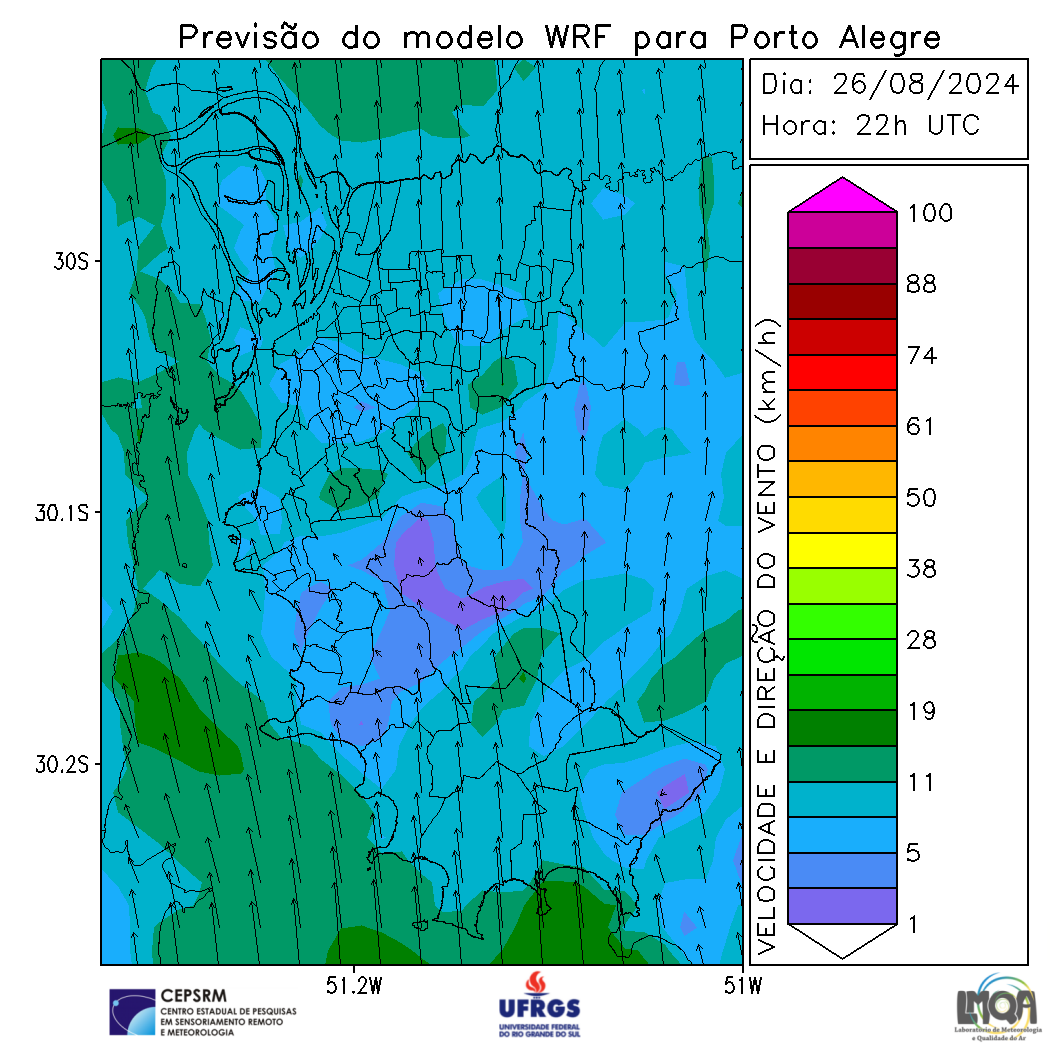 Previsão do modelo WRF para Porto Alegre
Dia: 26/08/2024
Hora: 22h UTC
30S
30.1S
30.2S
51.2W
51W
VELOCIDADE E DIREÇÃO DO VENTO (km/h)
100
88
74
61
50
38
28
19
11
5
1
CEPSRM
CENTRO ESTADUAL DE PESQUISAS
EM SENSORIAMENTO REMOTO
E METEOROLOGIA
UFRGS
UNIVERSIDADE FEDERAL
DO RIO GRANDE DO SUL
LMQA
Laboratório de Meteorologia
e Qualidade do Ar